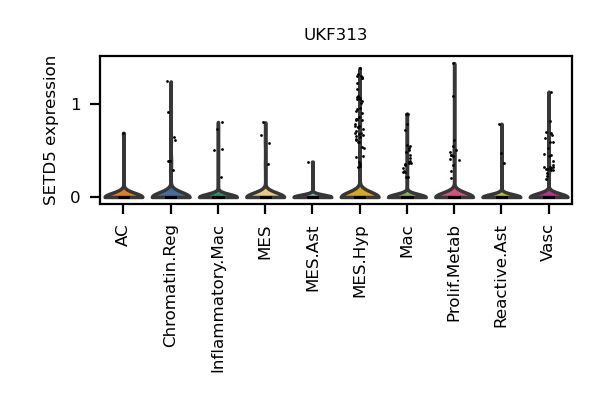 UKF313
SETD5 expression
1
0
AC
Chromatin.Reg
Inflammatory.Mac
MES
MES.Ast
MES.Hyp
Mac
Prolif.Metab
Reactive.Ast
Vasc